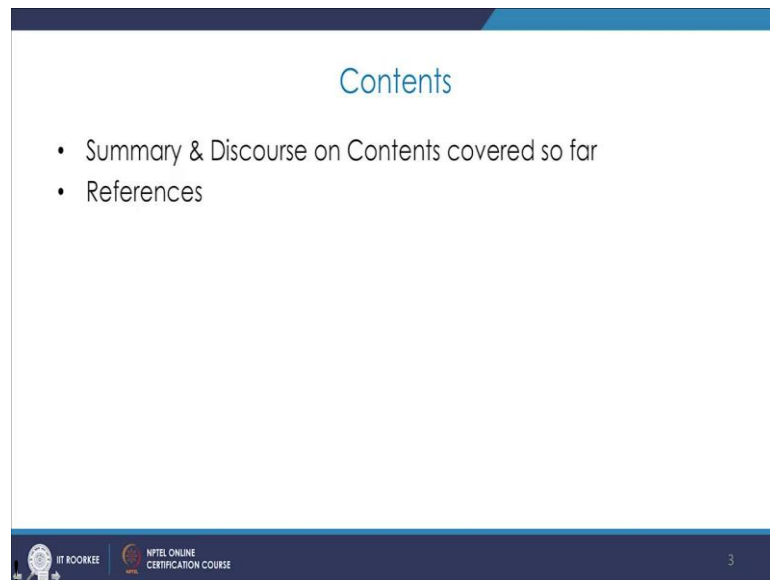 Contents
• Summary & Discourse on Contents covered so far
• References
IIT ROORKEE
NPTEL ONLINE
CERTIFICATION COURSE
3